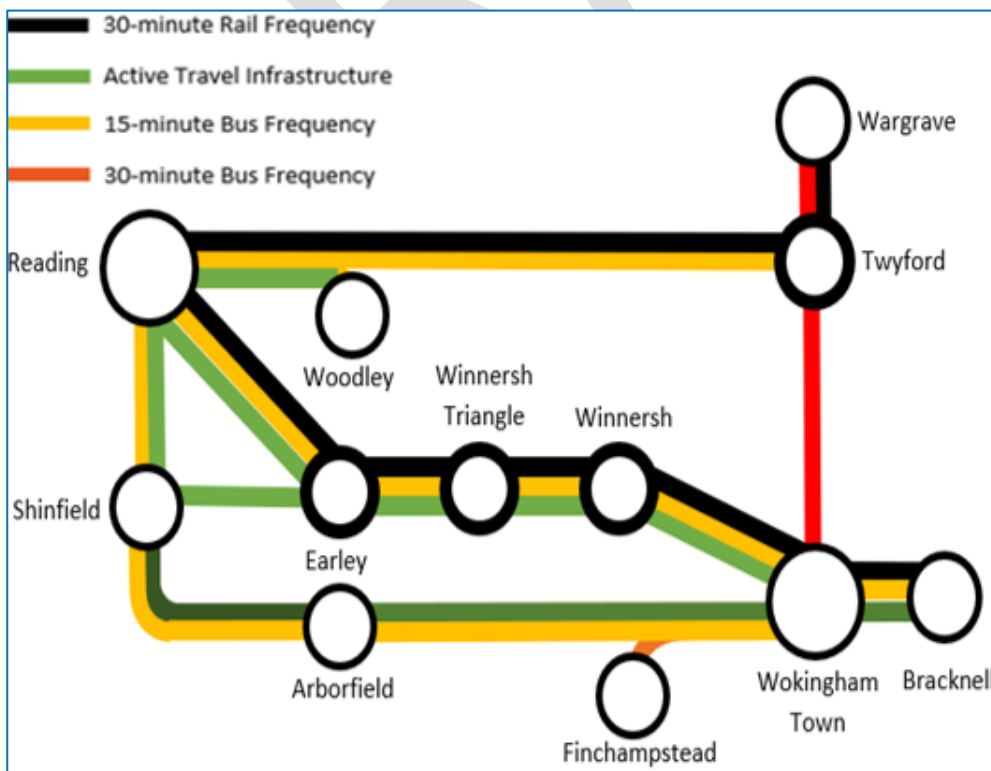 30-minute Rail Frequency
Active Travel Infrastructure
15-minute Bus Frequency
30-minute Bus Frequency
Wargrave
Reading
Twyford
Woodley
Winnersh
Triangle
Winnersh
Shinfield
Earley
Arborfield
Wokingham
Town
Bracknell
Finchampstead